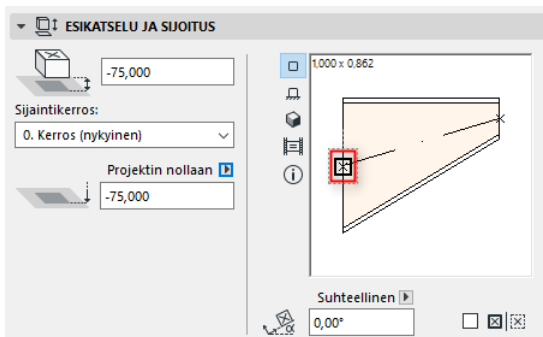 ESIKATSELU JA SIJOITUS
-75,000
Sijaintikerros:
0. Kerros (nykyinen)
Projektin nollaan
-75,000
1,000 x 0,862
Suhteellinen
α
0,00°